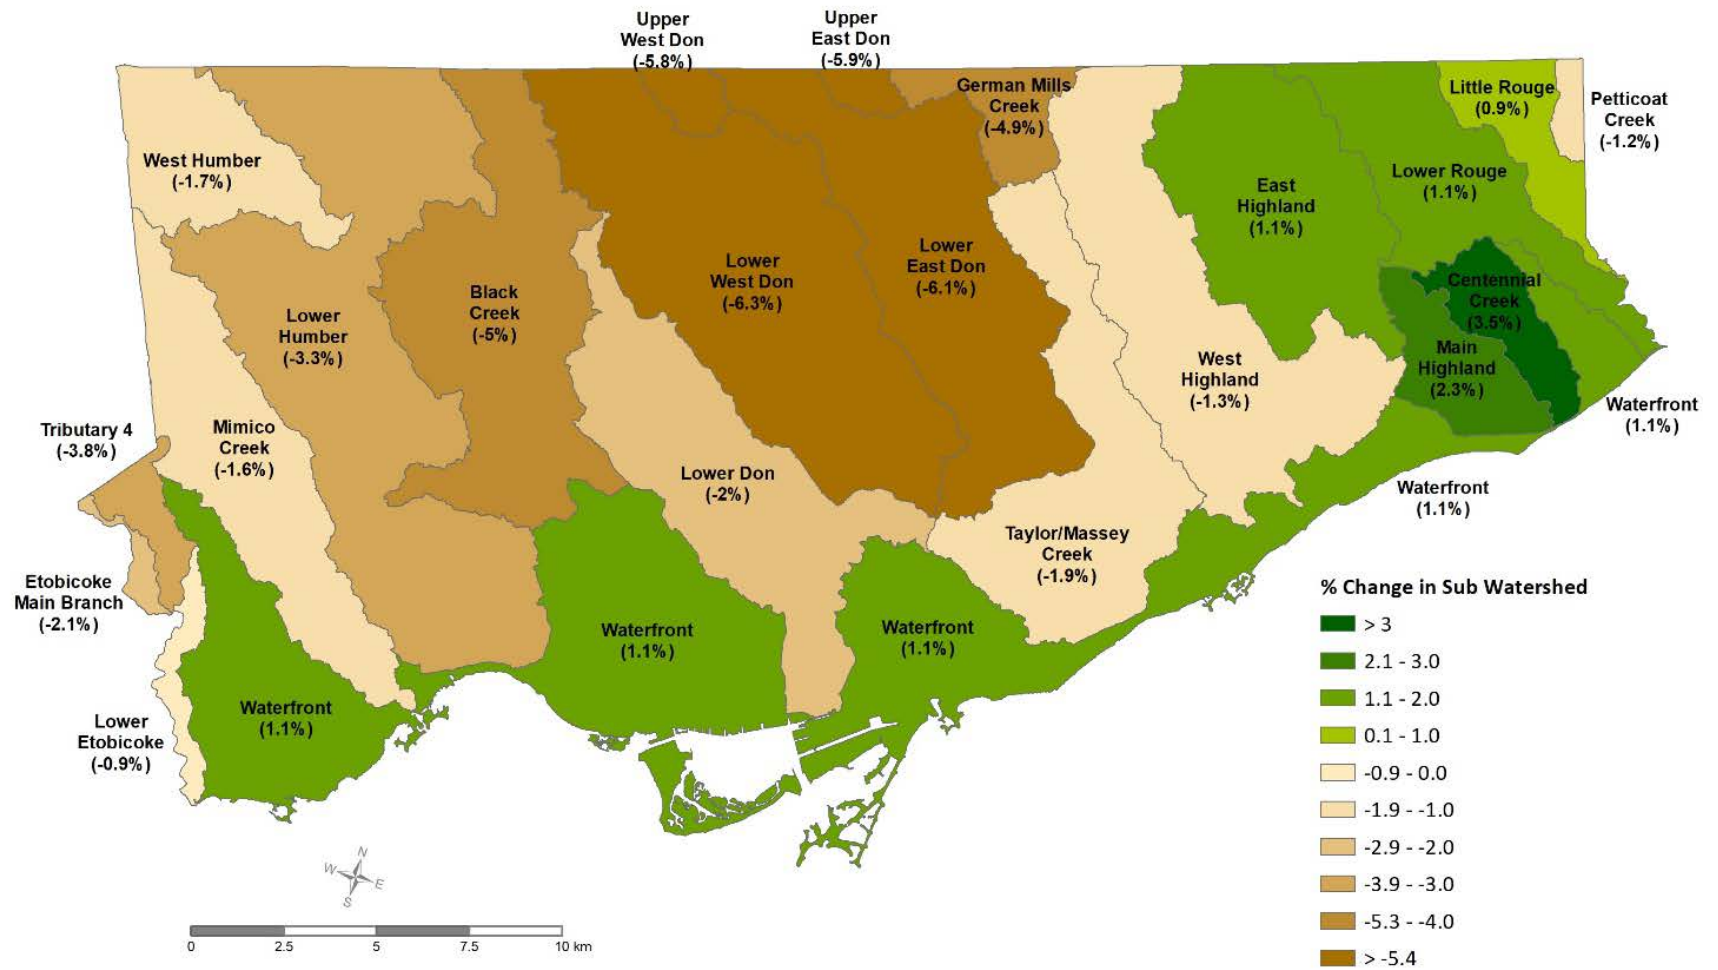 Upper
West Don
(-5.8%)
Upper
East Don
(-5.9%)
German Mills
Creek
(-4.9%)
Little Rouge
(0.9%)
Petticoat
Creek
(-1.2%)
West Humber
(-1.7%)
Lower Rouge
(1.1%)
East
Highland
(1.1%)
Lower
West Don
(-6.3%)
Lower
East Don
(-6.1%)
Black
Creek
(-5%)
Lower
Humber
(-3.3%)
Centennial
Creek
(3.5%)
Main
Highland
(2.3%)
West
Highland
(-1.3%)
Waterfront
(1.1%)
Tributary 4
(-3.8%)
Mimico
Creek
(-1.6%)
Lower Don
(-2%)
Waterfront
(1.1%)
Taylor/Massey
Creek
(-1.9%)
Etobicoke
Main Branch
(-2.1%)
Waterfront
(1.1%)
Waterfront
(1.1%)
Waterfront
(1.1%)
Lower
Etobicoke
(-0.9%)
% Change in Sub Watershed
> 3
2.1 - 3.0
1.1 - 2.0
0.1 - 1.0
-0.9 - 0.0
-1.9 - -1.0
-2.9 - -2.0
-3.9 - -3.0
-5.3 - -4.0
> -5.4
N
W
E
S
0 2.5 5 7.5 10 km